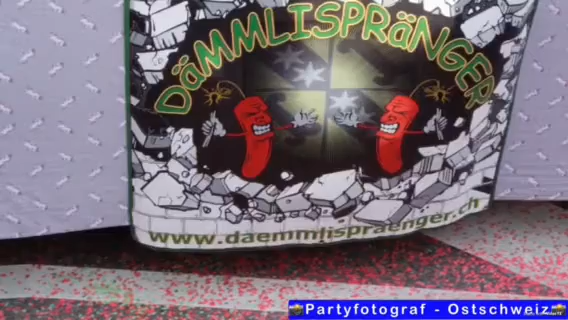 DÄMMLISPRÄNGER
www.daemmlispraenger.ch
Partyfotograf - Ostschweiz